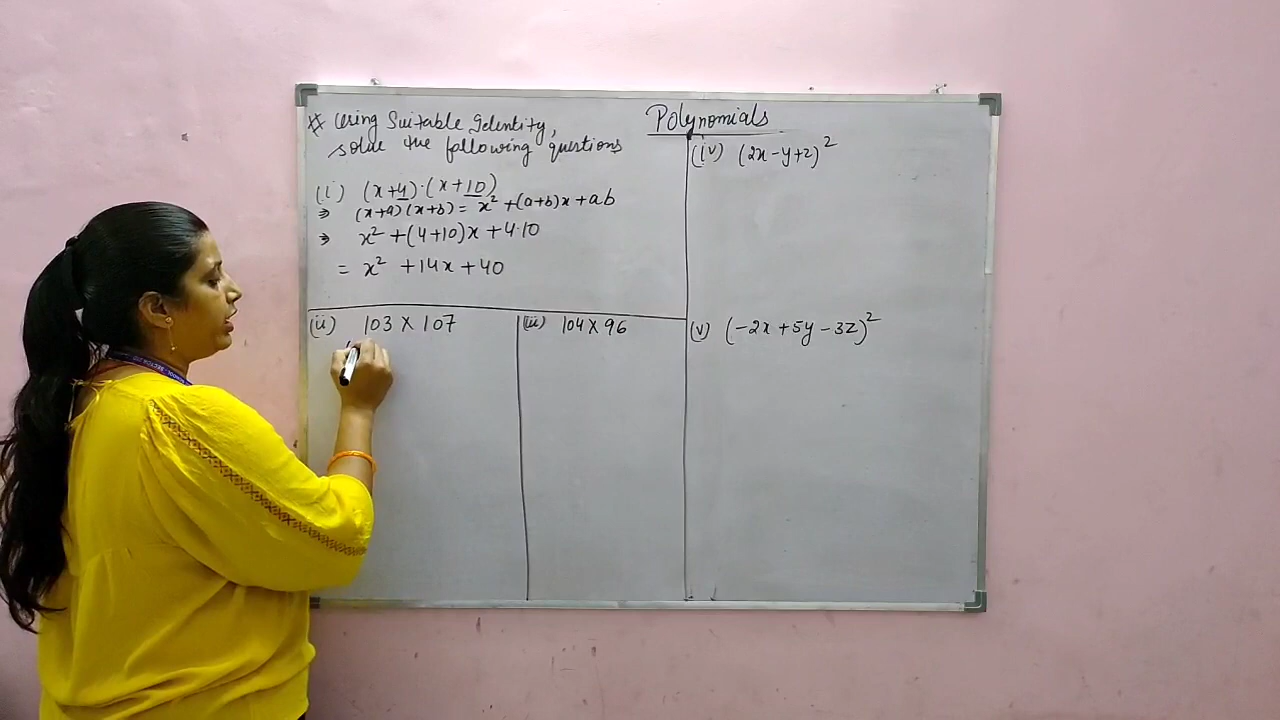 Polynomials
# Using Suitable Identity,
solve the following questions
(i) (x+4)·(x+10)
⇒ (x+a)(x+b) = x² + (a+b)x + ab
⇒ x² + (4+10)x + 4·10
= x² + 14x + 40
(ii) 103 x 107
(iii) 104 x 96
(iv) (2x-y+z)²
(v) (-2x+5y-3z)²